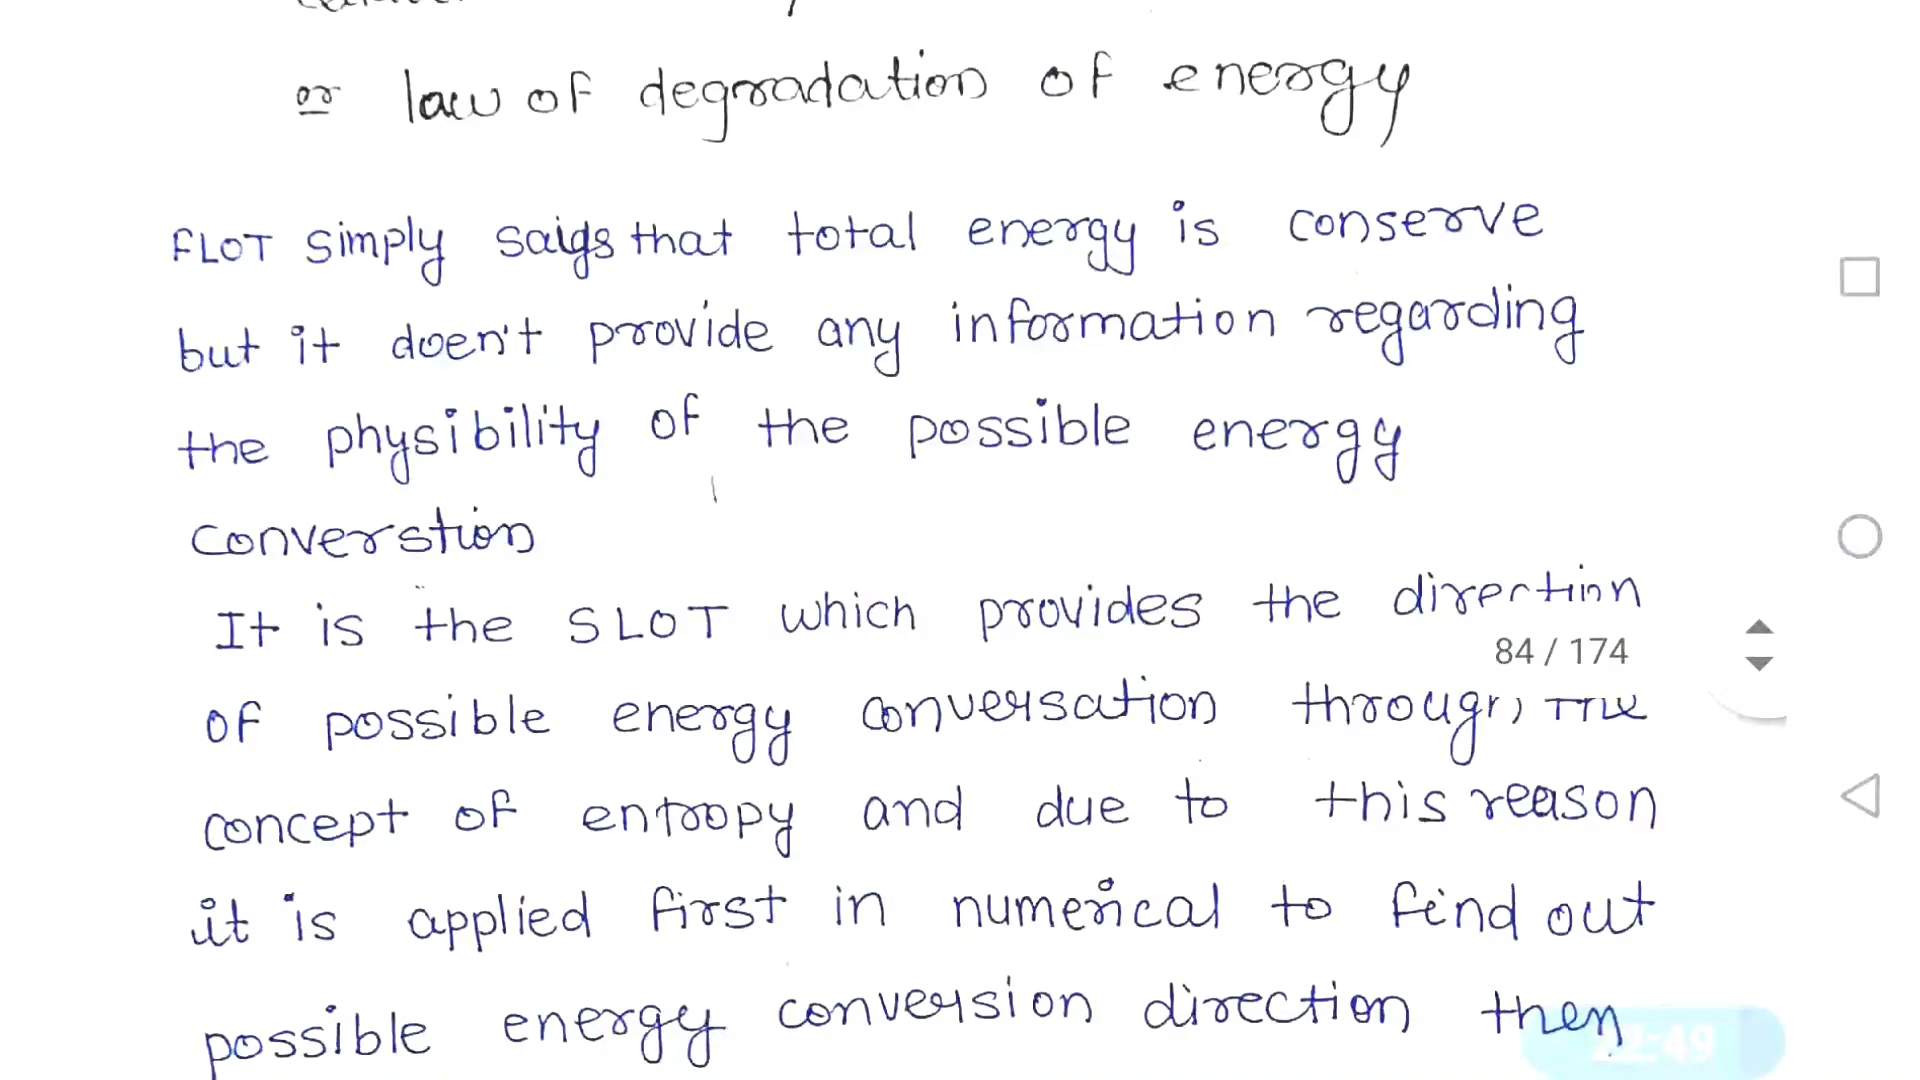 or law of degradation of energy
FLOT simply saigs that total energy is conserve
but it doen't provide any information regarding
the physibility of the possible energy
converstion
It is the SLOT which provides the direction
84 / 174
of possible energy conversation through the
concept of entropy and due to this reason
it is applied first in numerical to find out
possible energy conversion direction then
:49